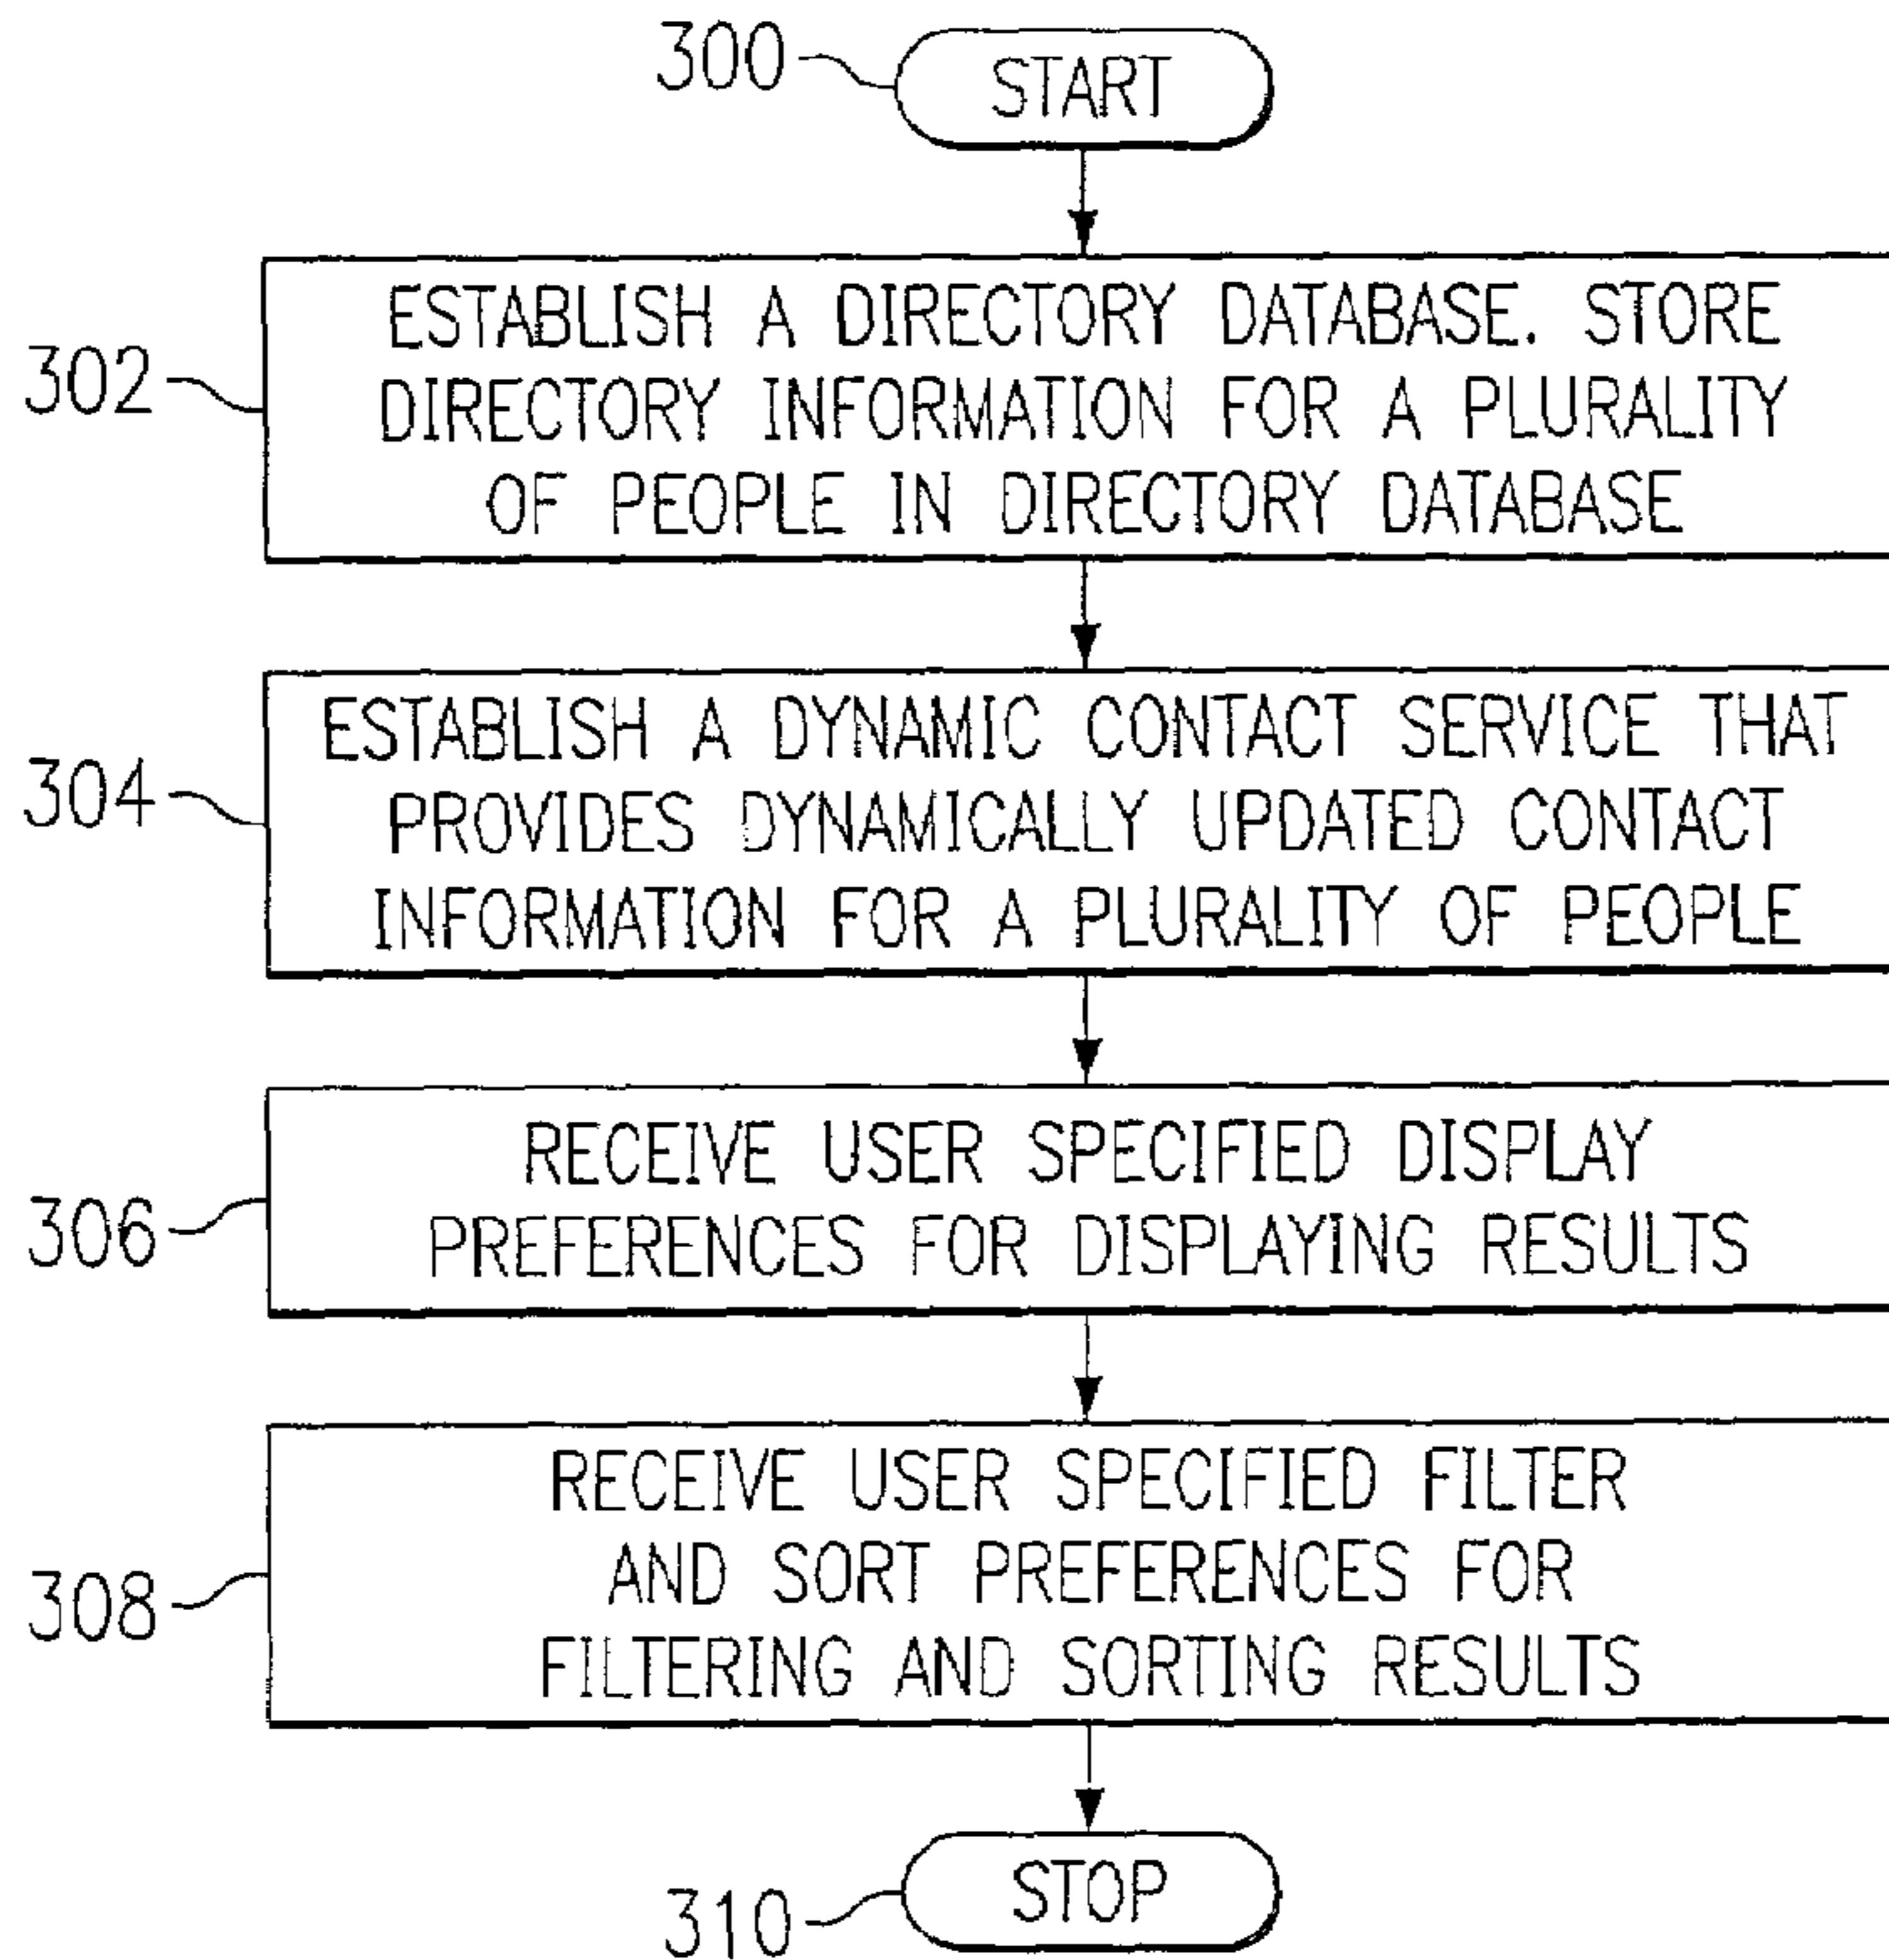 300
START
302
ESTABLISH A DIRECTORY DATABASE. STORE
DIRECTORY INFORMATION FOR A PLURALITY
OF PEOPLE IN DIRECTORY DATABASE
304
ESTABLISH A DYNAMIC CONTACT SERVICE THAT
PROVIDES DYNAMICALLY UPDATED CONTACT
INFORMATION FOR A PLURALITY OF PEOPLE
306
RECEIVE USER SPECIFIED DISPLAY
PREFERENCES FOR DISPLAYING RESULTS
308
RECEIVE USER SPECIFIED FILTER
AND SORT PREFERENCES FOR
FILTERING AND SORTING RESULTS
310
STOP